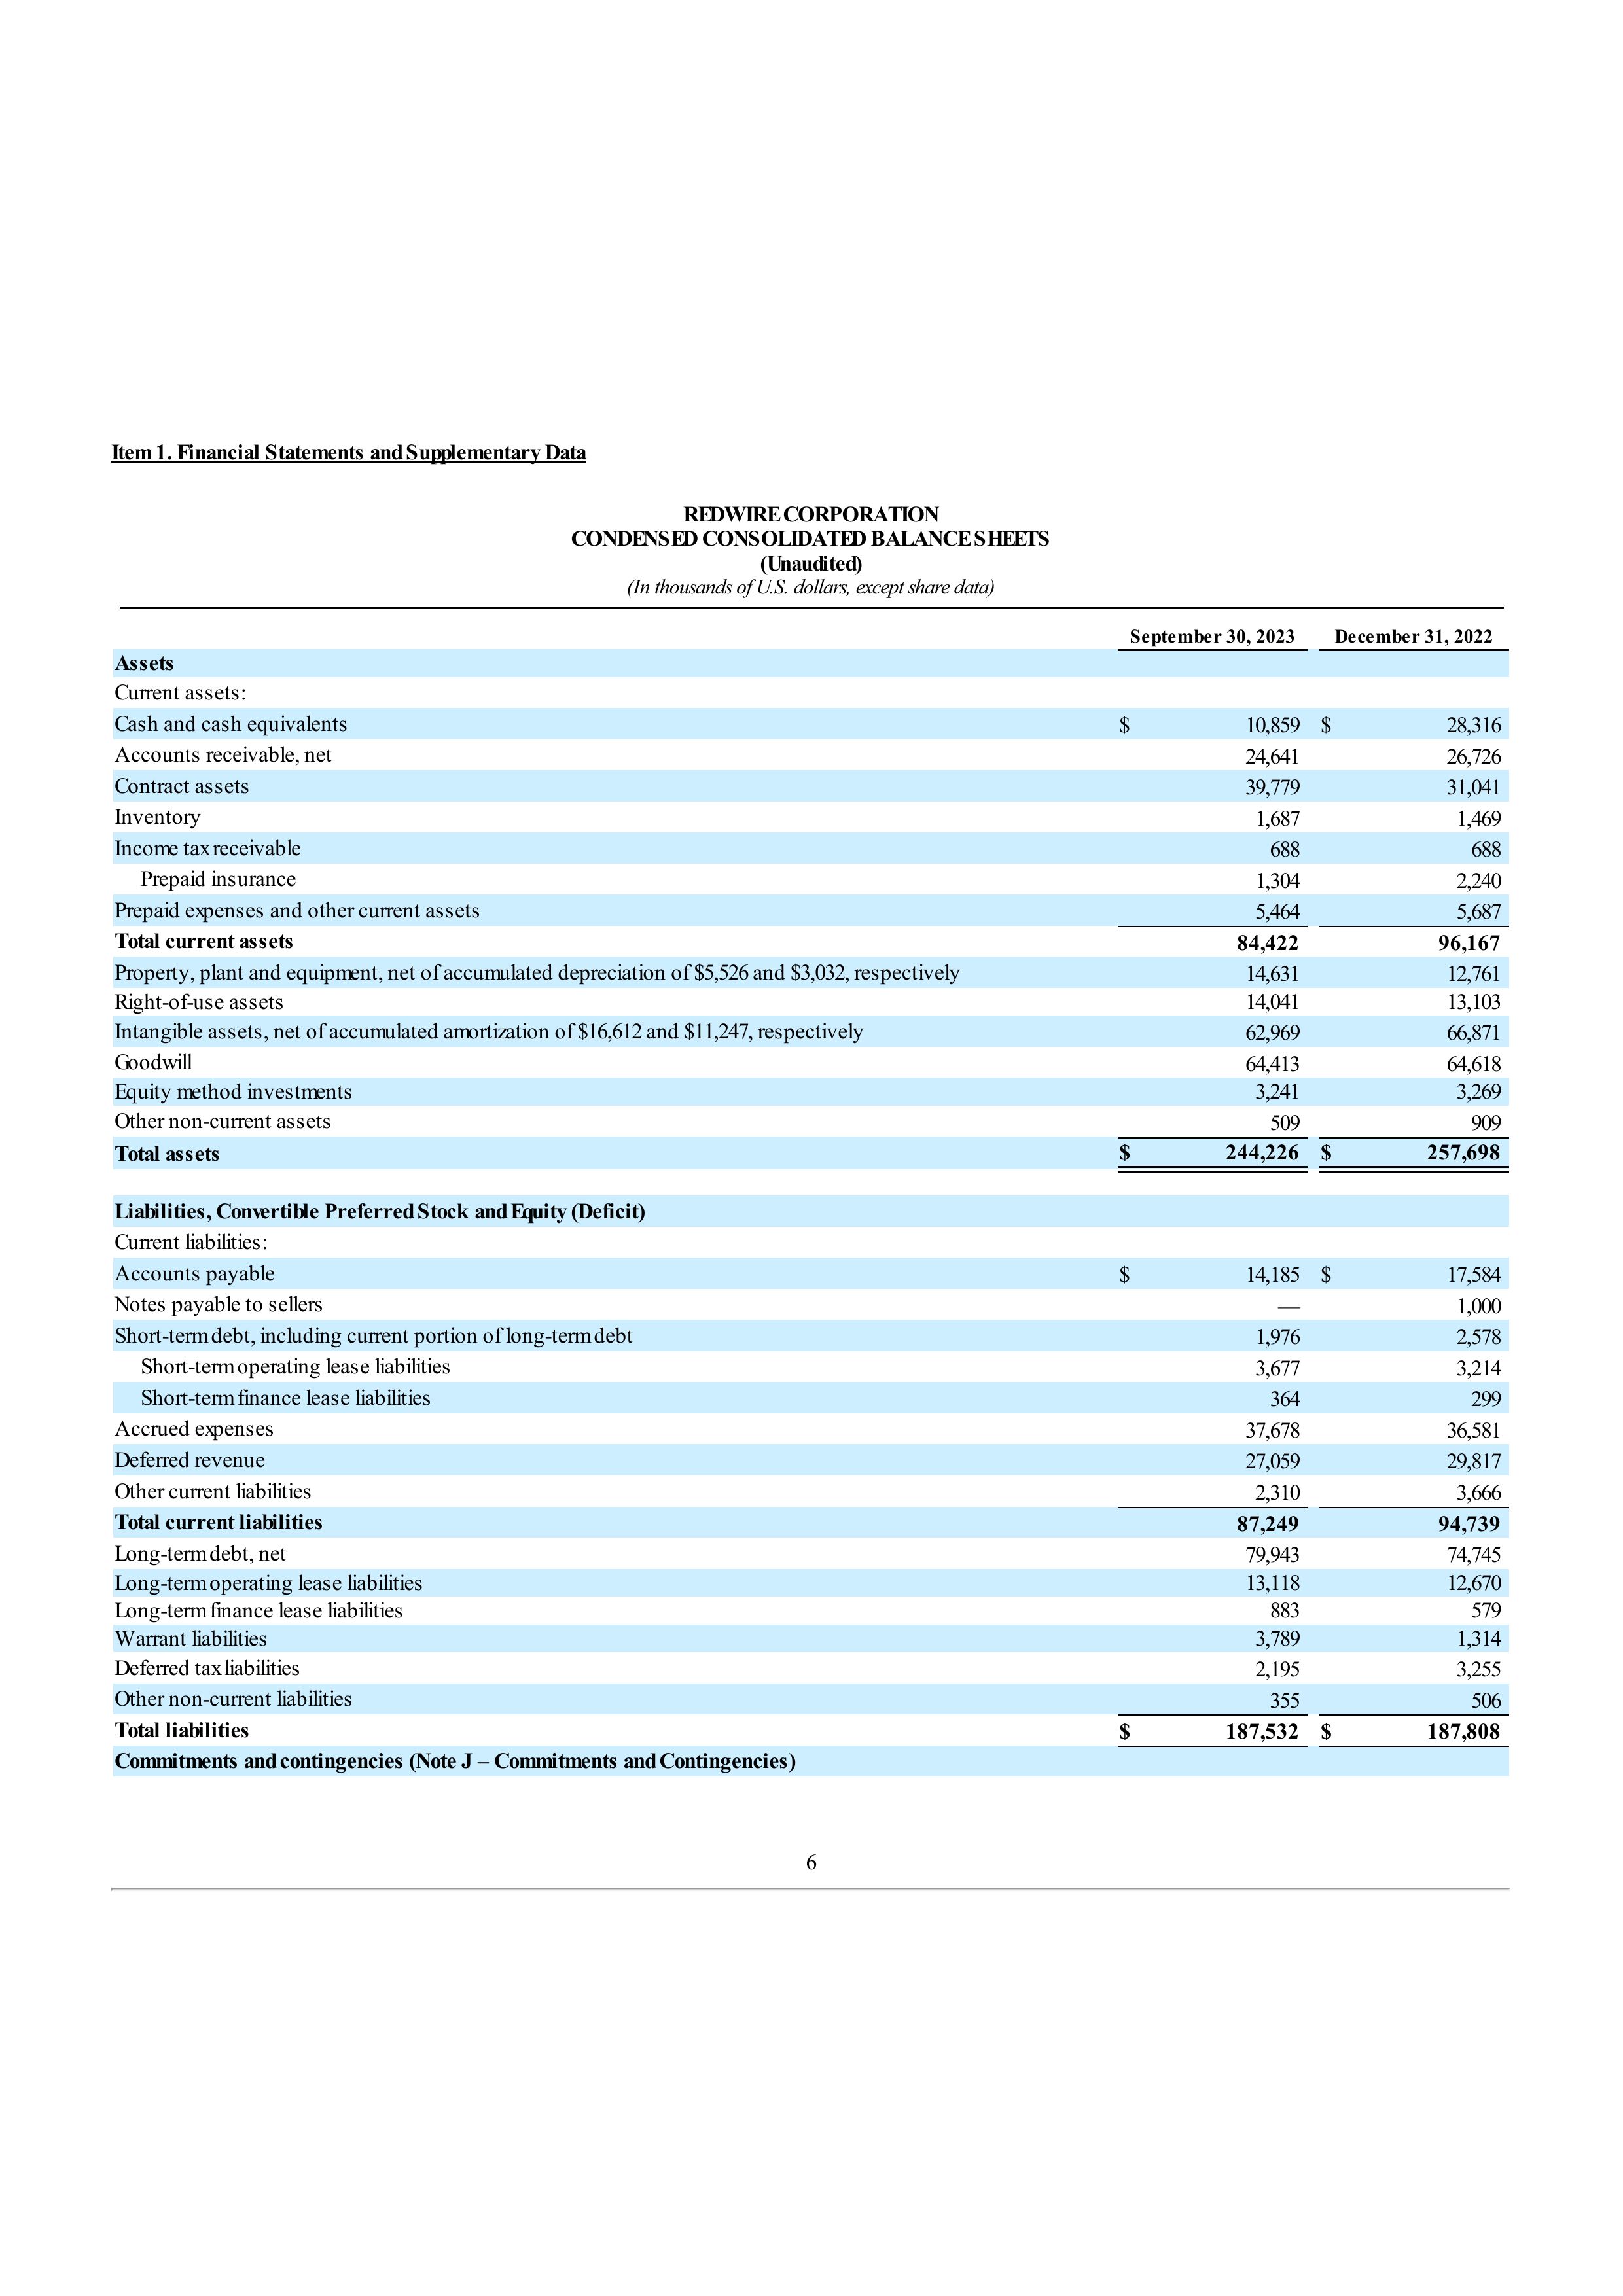 Item 1. Financial Statements and Supplementary Data
REDWIRE CORPORATION
CONDENSED CONSOLIDATED BALANCE SHEETS
(Unaudited)
(In thousands of U.S. dollars, except share data)
September 30, 2023 December 31, 2022
Assets
Current assets:
Cash and cash equivalents $ 10,859 $ 28,316
Accounts receivable, net 24,641 26,726
Contract assets 39,779 31,041
Inventory 1,687 1,469
Income tax receivable 688 688
Prepaid insurance 1,304 2,240
Prepaid expenses and other current assets 5,464 5,687
Total current assets 84,422 96,167
Property, plant and equipment, net of accumulated depreciation of $5,526 and $3,032, respectively 14,631 12,761
Right-of-use assets 14,041 13,103
Intangible assets, net of accumulated amortization of $16,612 and $11,247, respectively 62,969 66,871
Goodwill 64,413 64,618
Equity method investments 3,241 3,269
Other non-current assets 509 909
Total assets $ 244,226 $ 257,698
Liabilities, Convertible Preferred Stock and Equity (Deficit)
Current liabilities:
Accounts payable $ 14,185 $ 17,584
Notes payable to sellers — 1,000
Short-term debt, including current portion of long-term debt 1,976 2,578
Short-term operating lease liabilities 3,677 3,214
Short-term finance lease liabilities 364 299
Accrued expenses 37,678 36,581
Deferred revenue 27,059 29,817
Other current liabilities 2,310 3,666
Total current liabilities 87,249 94,739
Long-term debt, net 79,943 74,745
Long-term operating lease liabilities 13,118 12,670
Long-term finance lease liabilities 883 579
Warrant liabilities 3,789 1,314
Deferred tax liabilities 2,195 3,255
Other non-current liabilities 355 506
Total liabilities $ 187,532 $ 187,808
Commitments and contingencies (Note J – Commitments and Contingencies)
6